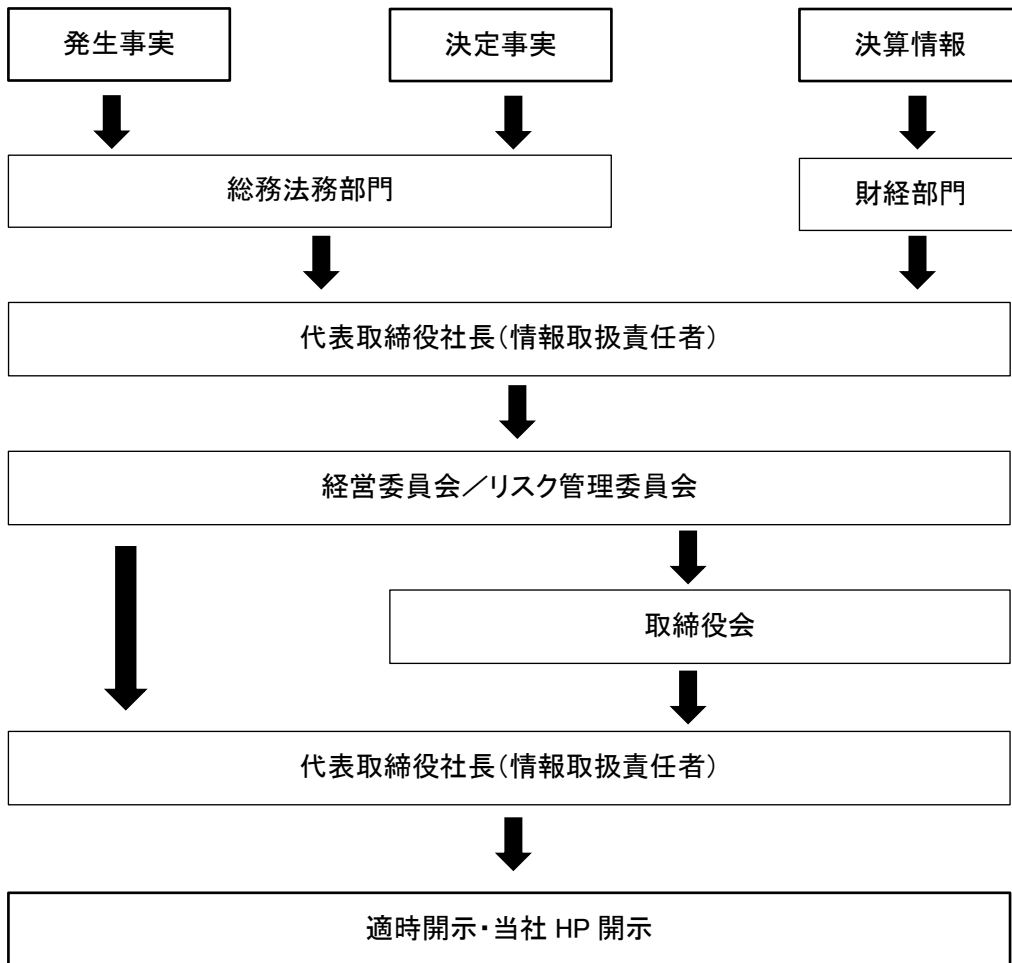 発生事実
決定事実
決算情報
総務法務部門
財経部門
代表取締役社長（情報取扱責任者）
経営委員会／リスク管理委員会
取締役会
代表取締役社長（情報取扱責任者）
適時開示・当社 HP 開示